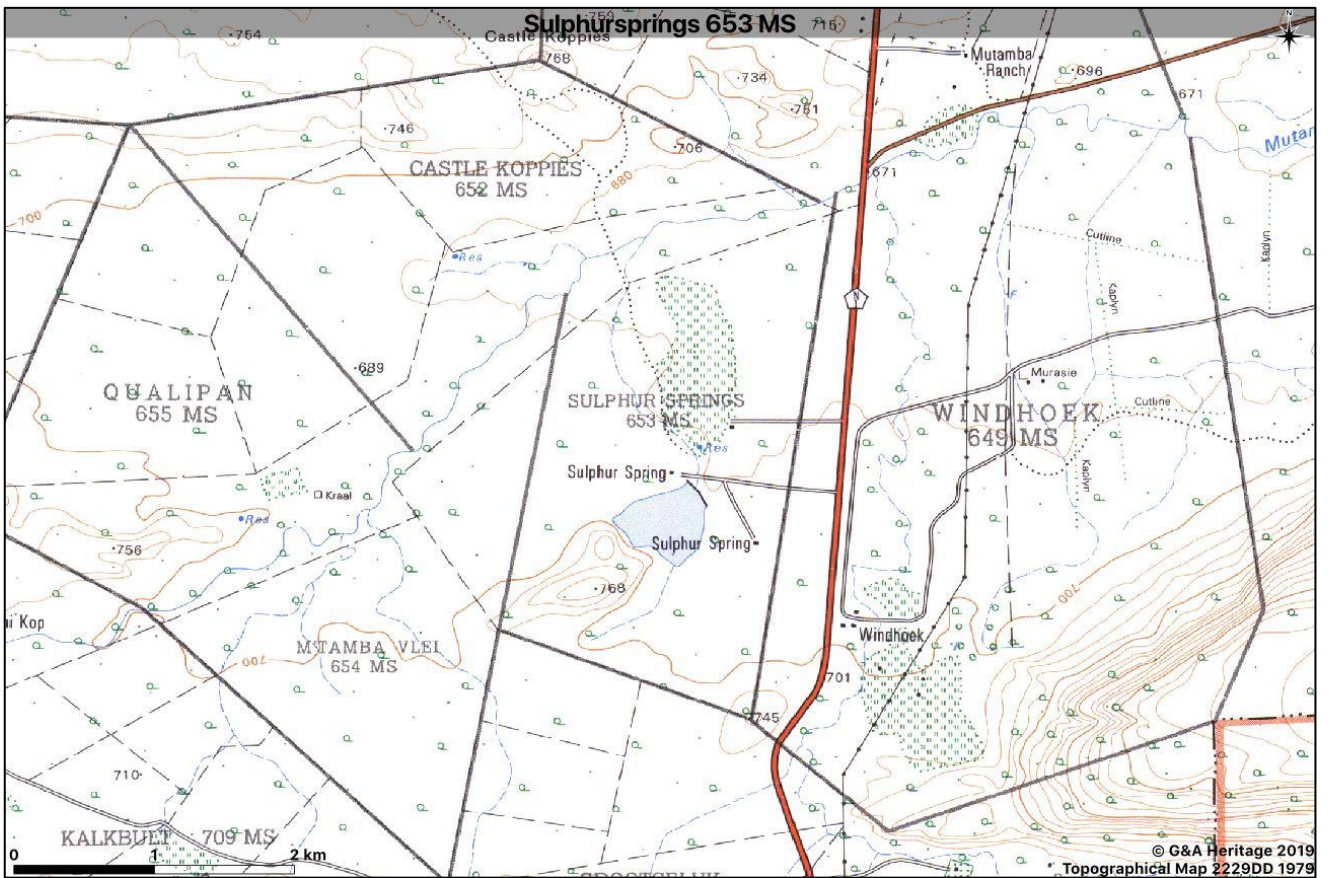 Sulphursprings 653 MS
N
754
759
Castle Koppies
768
715
Mutamba
Ranch
734
696
751
671
746
706
CASTLE KOPPIES
652 MS
680
671
700
Res
Cutline
Kaplyn
Kaplyn
N
F
689
QUALIPAN
655 MS
SULPHUR SPRINGS
653 MS
Murasie
WINDHOEK
649 MS
Cutline
Res
Sulphur Spring
Kaplyn
Kraal
Res
756
Sulphur Spring
768
700
Kop
Windhoek
MTAMBA VLEI
654 MS
700
701
745
710
KALKBULT 709 MS
0 1 2 km
© G&A Heritage 2019
Topographical Map 2229DD 1979